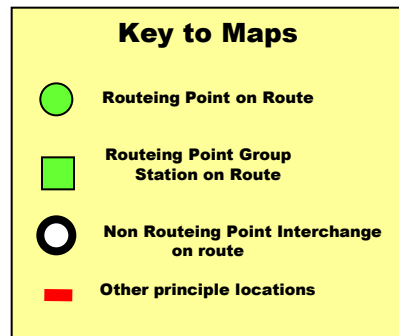 Key to Maps
Routeing Point on Route
Routeing Point Group
Station on Route
Non Routeing Point Interchange
on route
Other principle locations